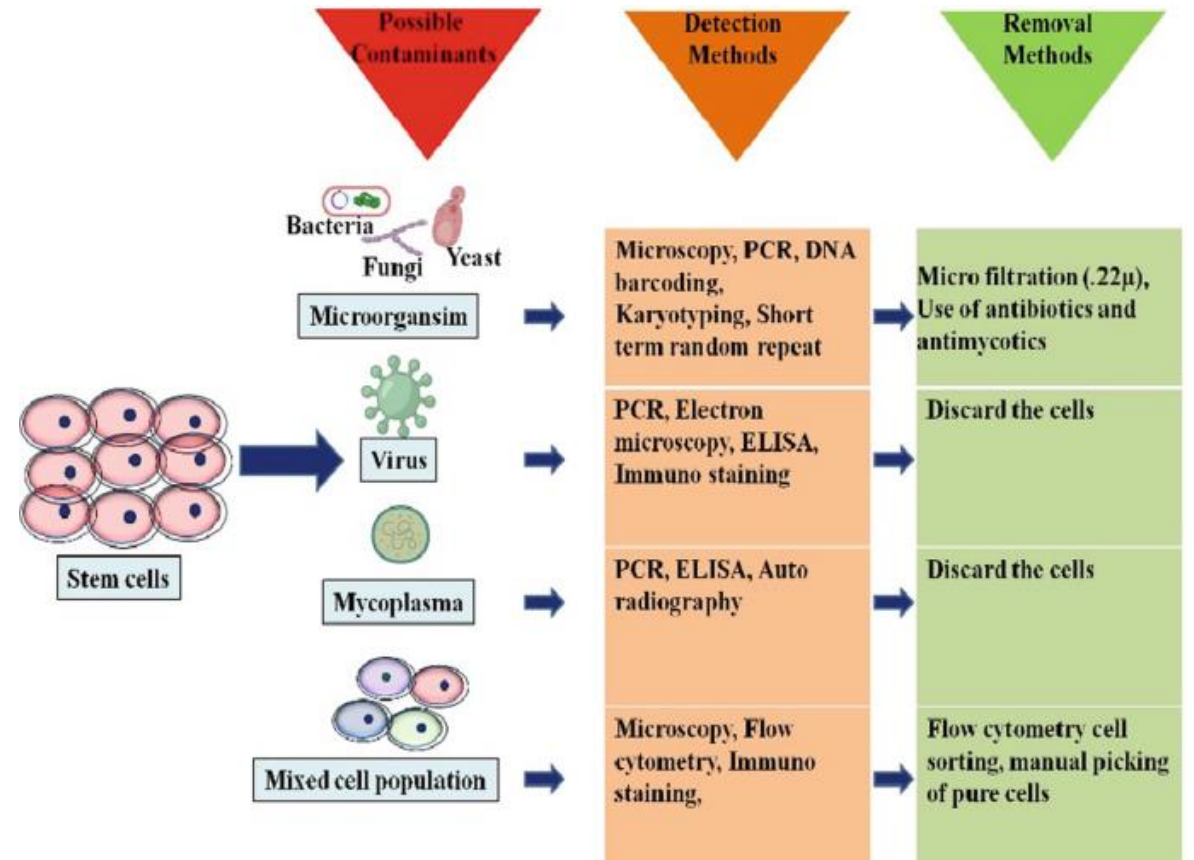 Possible
Contaminants
Detection
Methods
Removal
Methods
Bacteria
Fungi
Yeast
Microorgansim
Microscopy, PCR, DNA
barcoding,
Karyotyping, Short
term random repeat
Micro filtration (.22µ),
Use of antibiotics and
antimycotics
Stem cells
Virus
PCR, Electron
microscopy, ELISA,
Immuno staining
Discard the cells
Mycoplasma
PCR, ELISA, Auto
radiography
Discard the cells
Mixed cell population
Microscopy, Flow
cytometry, Immuno
staining,
Flow cytometry cell
sorting, manual picking
of pure cells